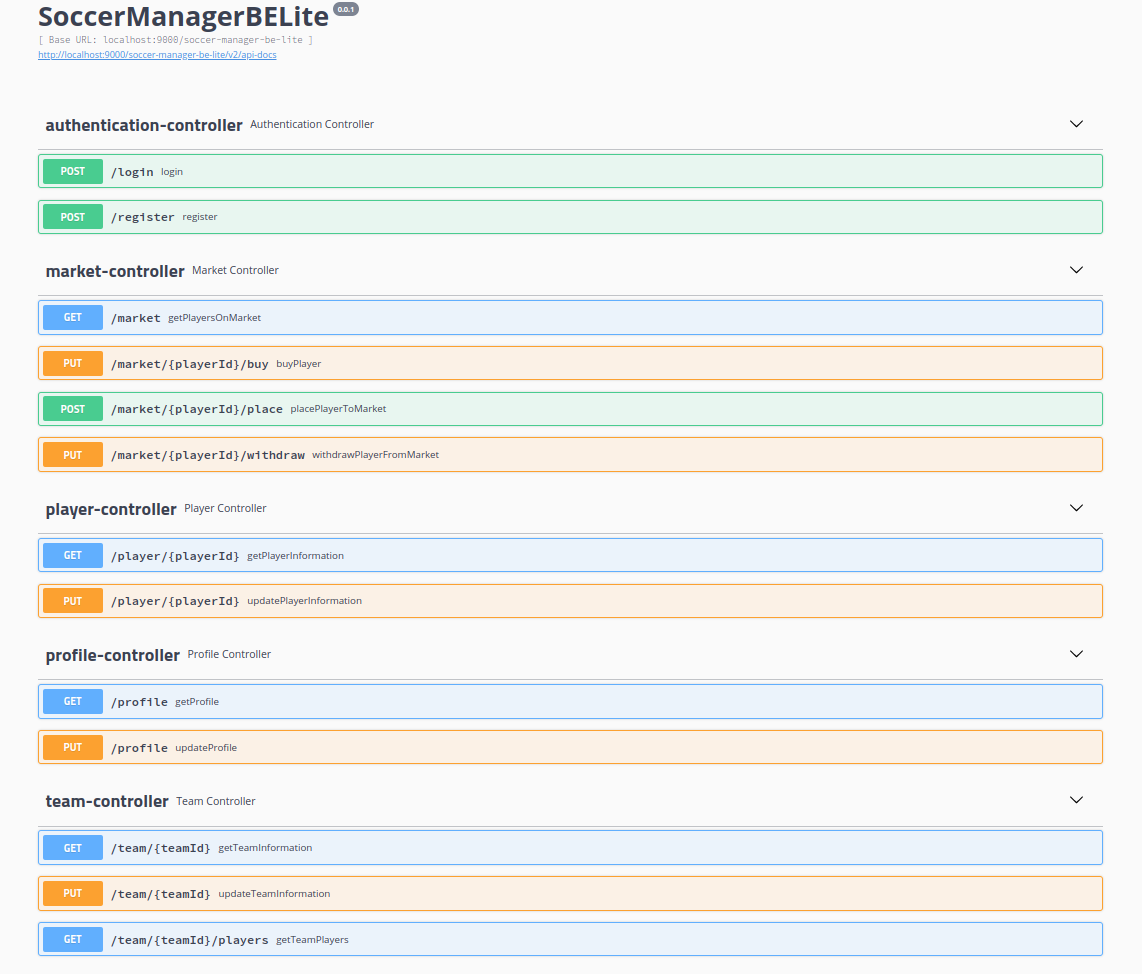 SoccerManagerBELite 0.0.1
[ Base URL: localhost:9000/soccer-manager-be-lite ]
http://localhost:9000/soccer-manager-be-lite/v2/api-docs
authentication-controller Authentication Controller
POST /login login
POST /register register
market-controller Market Controller
GET /market getPlayersOnMarket
PUT /market/{playerId}/buy buyPlayer
POST /market/{playerId}/place placePlayerToMarket
PUT /market/{playerId}/withdraw withdrawPlayerFromMarket
player-controller Player Controller
GET /player/{playerId} getPlayerInformation
PUT /player/{playerId} updatePlayerInformation
profile-controller Profile Controller
GET /profile getProfile
PUT /profile updateProfile
team-controller Team Controller
GET /team/{teamId} getTeamInformation
PUT /team/{teamId} updateTeamInformation
GET /team/{teamId}/players getTeamPlayers